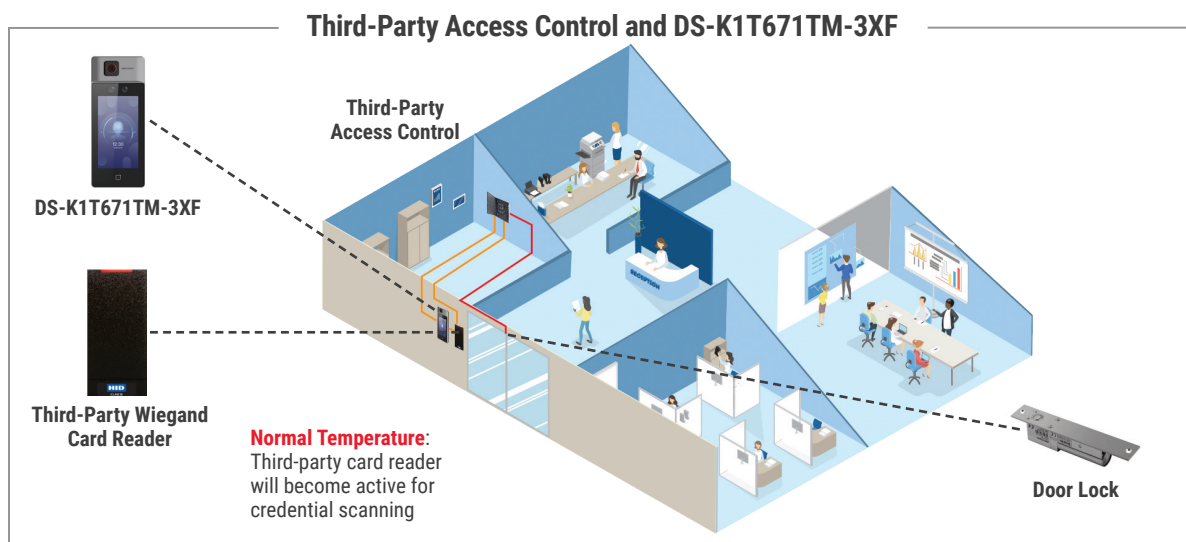 Third-Party Access Control and DS-K1T671TM-3XF
Third-Party
Access Control
DS-K1T671TM-3XF
HID
Third-Party Wiegand
Card Reader
RECEPTION
Normal Temperature:
Third-party card reader
will become active for
credential scanning
Door Lock